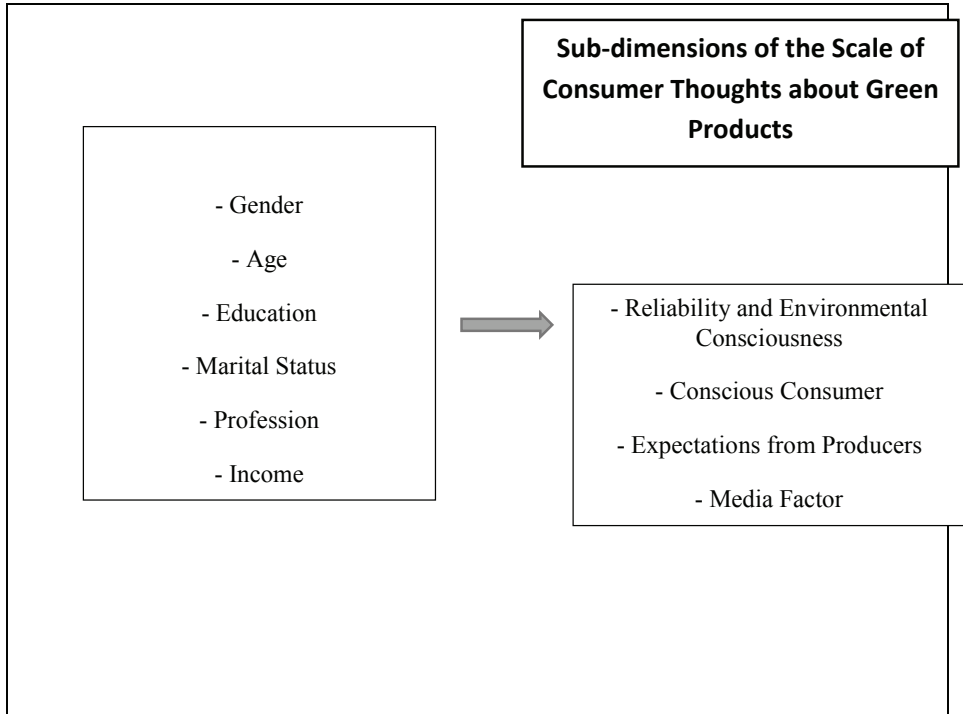 Sub-dimensions of the Scale of
Consumer Thoughts about Green
Products
- Gender
- Age
- Education
- Marital Status
- Profession
- Income
- Reliability and Environmental
Consciousness
- Conscious Consumer
- Expectations from Producers
- Media Factor